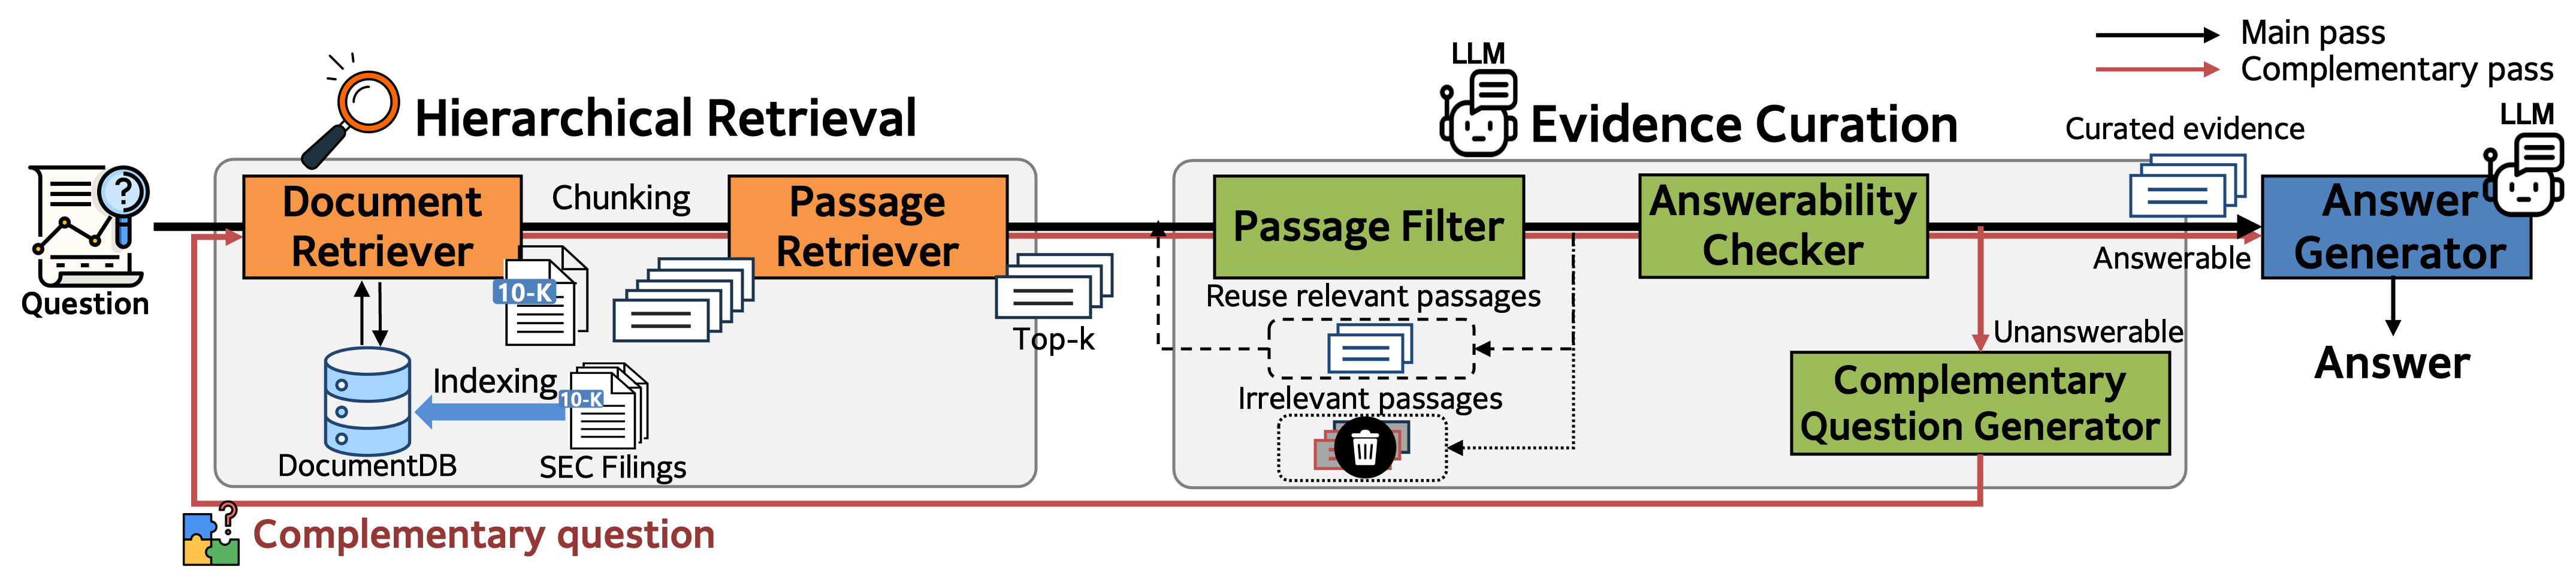 Main pass
Complementary pass
LLM
LLM
Hierarchical Retrieval
Evidence Curation
Curated evidence
Question
Document
Retriever
Chunking
Passage
Retriever
10-K
Top-k
Indexing
10-K
DocumentDB
SEC Filings
Passage Filter
Reuse relevant passages
Irrelevant passages
Answerability
Checker
Answerable
Unanswerable
Complementary
Question Generator
Answer
Generator
Answer
?
Complementary question